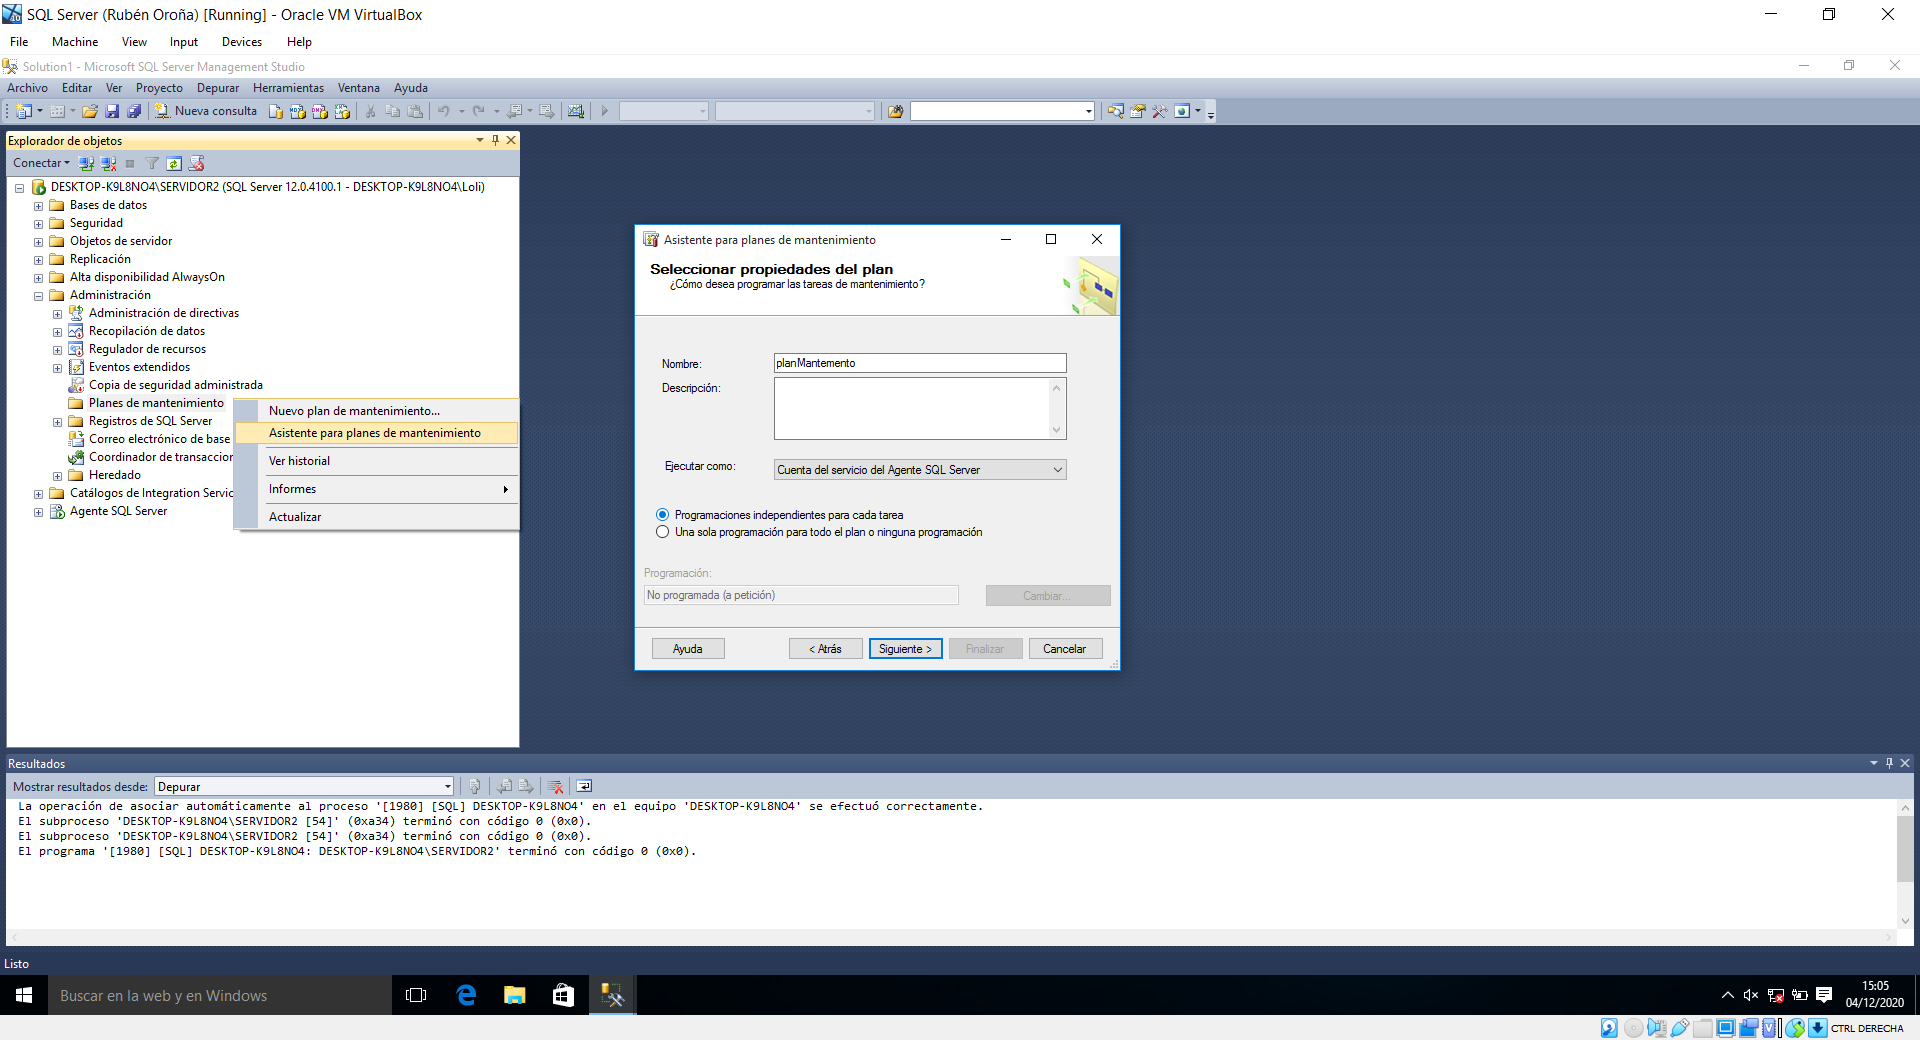 SQL Server (Rubén Oroña) [Running] - Oracle VM VirtualBox
File Machine View Input Devices Help
Solution1 - Microsoft SQL Server Management Studio
Archivo Editar Ver Proyecto Depurar Herramientas Ventana Ayuda
Nueva consulta
Explorador de objetos
Conectar
DESKTOP-K9L8NO4\SERVIDOR2 (SQL Server 12.0.4100.1 - DESKTOP-K9L8NO4\Loli)
Bases de datos
Seguridad
Objetos de servidor
Replicación
Alta disponibilidad AlwaysOn
Administración
Administración de directivas
Recopilación de datos
Regulador de recursos
Eventos extendidos
Copia de seguridad administrada
Planes de mantenimiento
Registros de SQL Server
Correo electrónico de base
Coordinador de transaccior
Heredado
Catálogos de Integration Servic
Agente SQL Server
Nuevo plan de mantenimiento...
Asistente para planes de mantenimiento
Ver historial
Informes
Actualizar
Asistente para planes de mantenimiento
Seleccionar propiedades del plan
¿Cómo desea programar las tareas de mantenimiento?
Nombre: planMantemento
Descripción:
Ejecutar como: Cuenta del servicio del Agente SQL Server
Programaciones independientes para cada tarea
Una sola programación para todo el plan o ninguna programación
Programación:
No programada (a petición) Cambiar...
Ayuda < Atrás Siguiente > Finalizar Cancelar
Resultados
Mostrar resultados desde: Depurar
La operación de asociar automáticamente al proceso '[1980] [SQL] DESKTOP-K9L8NO4' en el equipo 'DESKTOP-K9L8NO4' se efectuó correctamente.
El subproceso 'DESKTOP-K9L8NO4\SERVIDOR2 [54]' (0xa34) terminó con código 0 (0x0).
El subproceso 'DESKTOP-K9L8NO4\SERVIDOR2 [54]' (0xa34) terminó con código 0 (0x0).
El programa '[1980] [SQL] DESKTOP-K9L8NO4: DESKTOP-K9L8NO4\SERVIDOR2' terminó con código 0 (0x0).
Listo
Buscar en la web y en Windows
15:05
04/12/2020
CTRL DERECHA